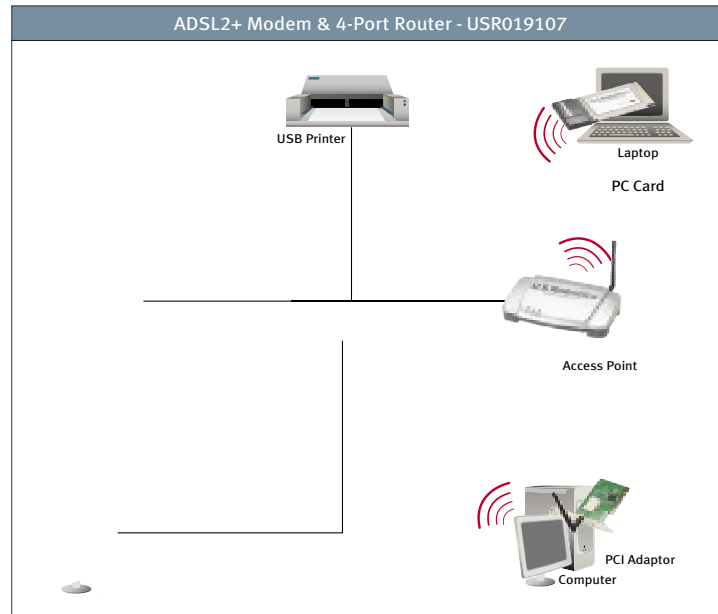 ADSL2+ Modem & 4-Port Router - USR019107
USB Printer
Laptop
PC Card
Access Point
PCI Adaptor
Computer